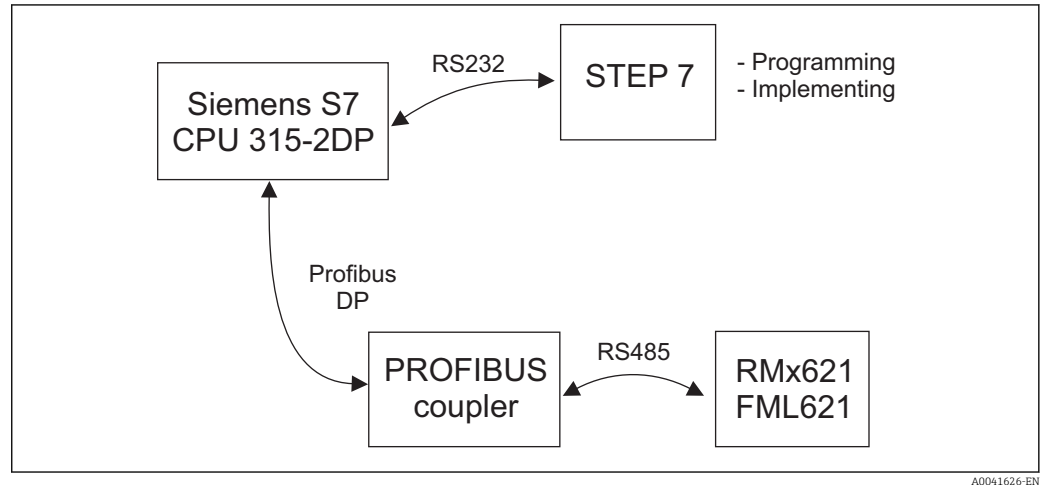 RS232
STEP 7
- Programming
- Implementing
Siemens S7
CPU 315-2DP
Profibus
DP
PROFIBUS
coupler
RS485
RMx621
FML621
A0041626-EN